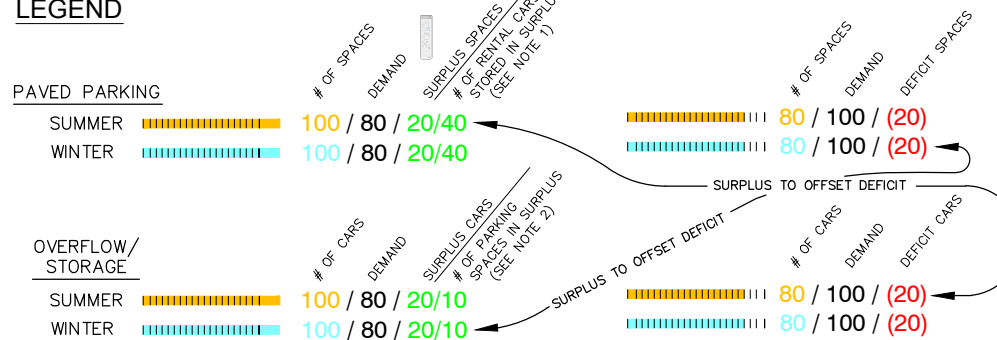 LEGEND
# OF SPACES
DEMAND
SURPLUS SPACES
# OF RENTAL CARS
STORED IN SURPLUS
(SEE NOTE 1)
# OF SPACES
DEMAND
DEFICIT SPACES
PAVED PARKING
SUMMER 100 / 80 / 20/40 80 / 100 / (20)
WINTER 100 / 80 / 20/40 80 / 100 / (20)
SURPLUS TO OFFSET DEFICIT
SURPLUS TO OFFSET DEFICIT
# OF CARS
DEMAND
SURPLUS CARS
# OF PARKING
SPACES IN SURPLUS
(SEE NOTE 2)
# OF CARS
DEMAND
DEFICIT CARS
OVERFLOW/
STORAGE
SUMMER 100 / 80 / 20/10 80 / 100 / (20)
WINTER 100 / 80 / 20/10 80 / 100 / (20)